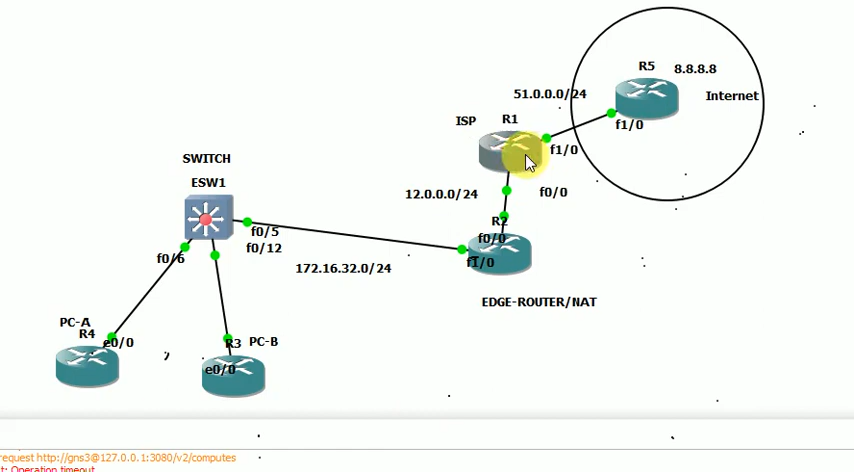 R5
8.8.8.8
Internet
51.0.0.0/24
f1/0
ISP
R1
f1/0
SWITCH
ESW1
12.0.0.0/24
f0/0
R2
f0/0
f0/5
f0/12
f0/6
172.16.32.0/24
f1/0
EDGE-ROUTER/NAT
PC-A
R4
e0/0
R3
PC-B
e0/0
request http://gns3@127.0.0.1:3080/v2/computes
t: Operation timeout